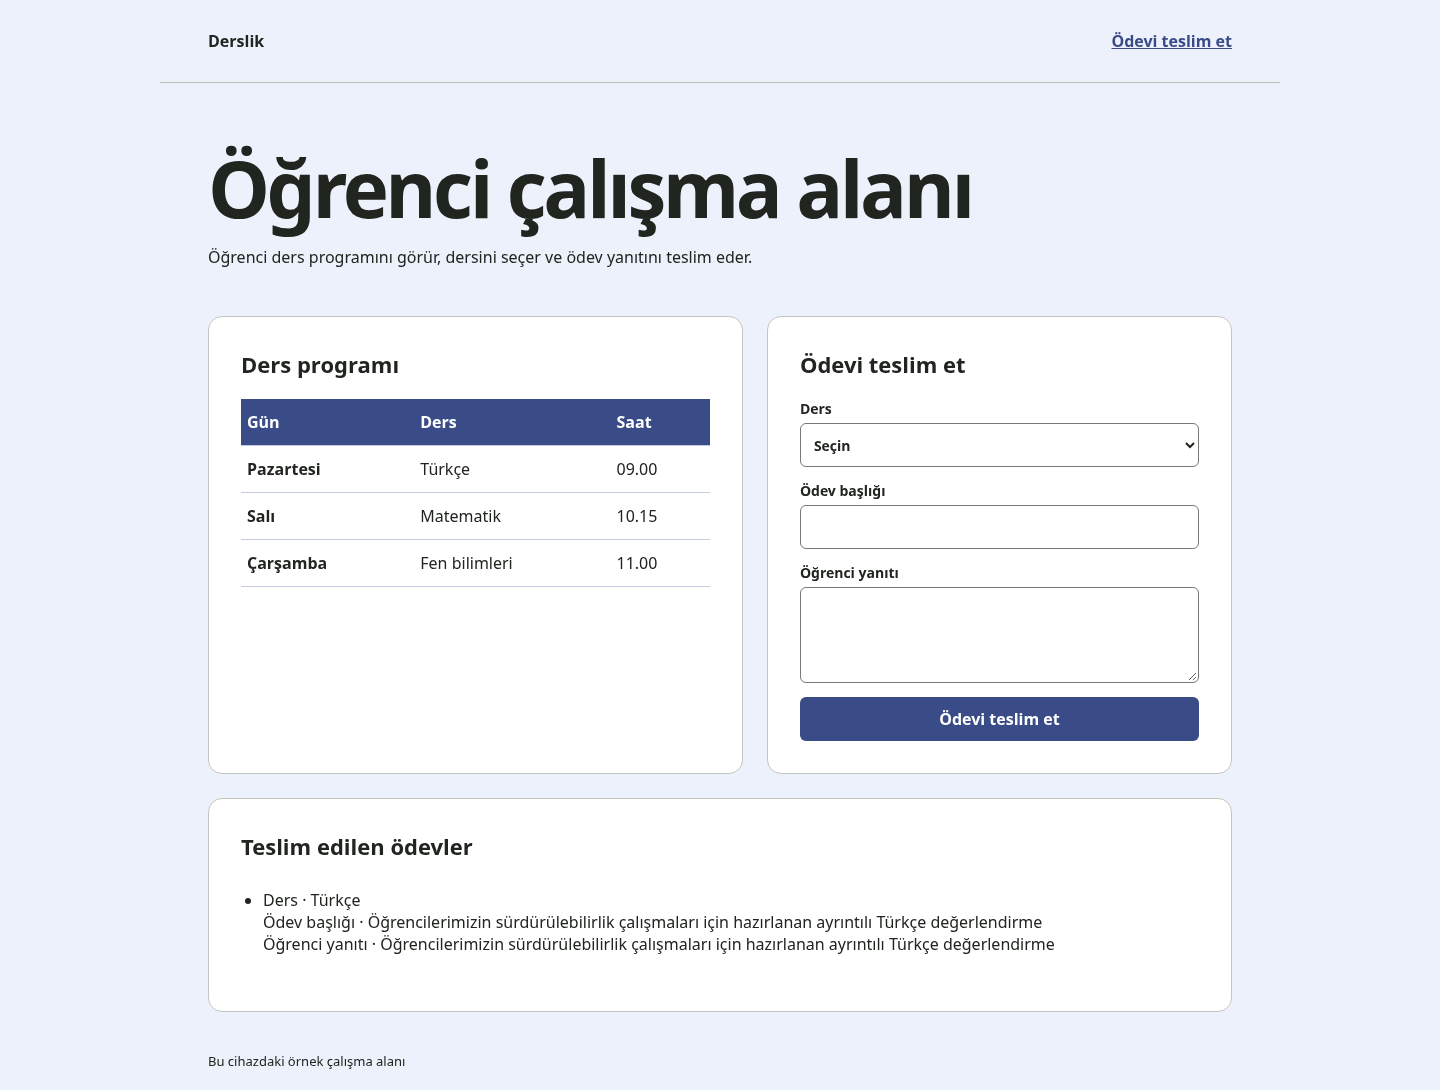 Derslik
Ödevi teslim et
Öğrenci çalışma alanı
Öğrenci ders programını görür, dersini seçer ve ödev yanıtını teslim eder.
Ders programı
Gün Ders Saat
Pazartesi Türkçe 09.00
Salı Matematik 10.15
Çarşamba Fen bilimleri 11.00
Ödevi teslim et
Ders
Seçin
Ödev başlığı
Öğrenci yanıtı
Ödevi teslim et
Teslim edilen ödevler
Ders · Türkçe
Ödev başlığı · Öğrencilerimizin sürdürülebilirlik çalışmaları için hazırlanan ayrıntılı Türkçe değerlendirme
Öğrenci yanıtı · Öğrencilerimizin sürdürülebilirlik çalışmaları için hazırlanan ayrıntılı Türkçe değerlendirme
Bu cihazdaki örnek çalışma alanı